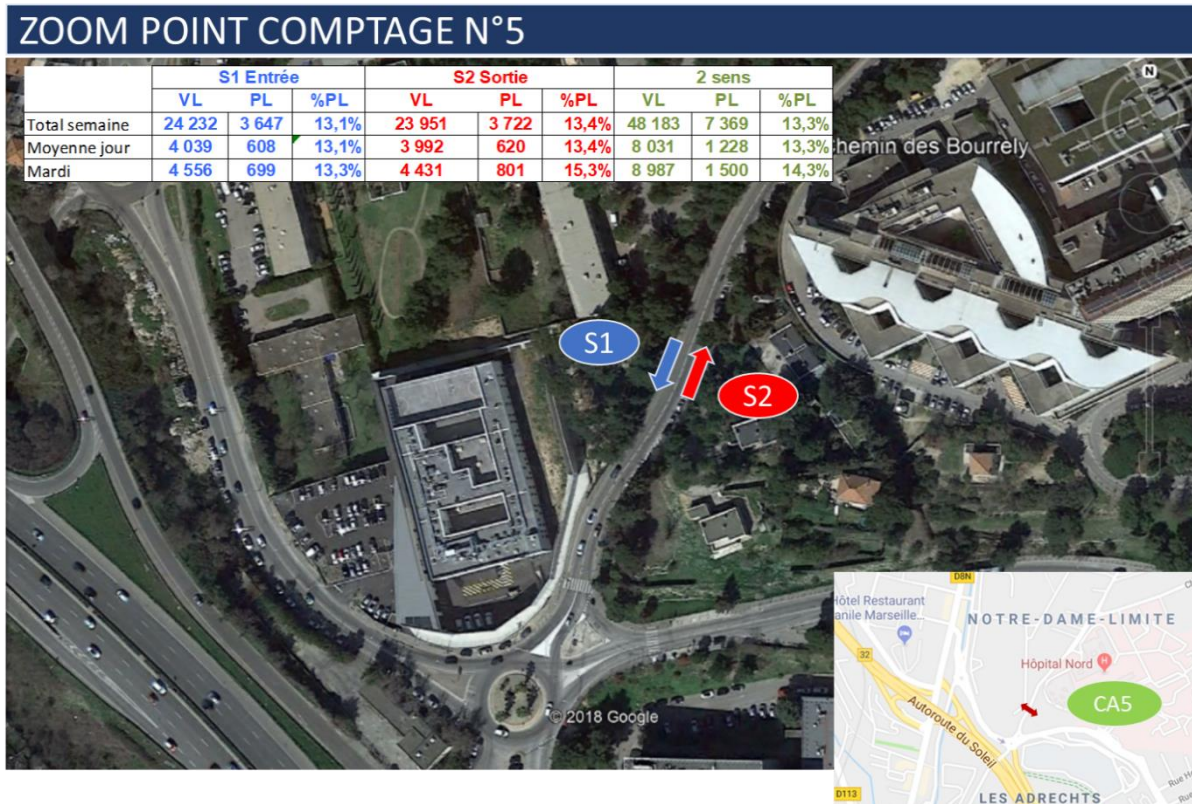 ZOOM POINT COMPTAGE N°5
S1 Entrée S2 Sortie 2 sens
VL PL %PL VL PL %PL VL PL %PL
Total semaine 24 232 3 647 13,1% 23 951 3 722 13,4% 48 183 7 369 13,3%
Moyenne jour 4 039 608 13,1% 3 992 620 13,4% 8 031 1 228 13,3%
Mardi 4 556 699 13,3% 4 431 801 15,3% 8 987 1 500 14,3%
N
Chemin des Bourrely
S1
S2
©2018 Google
D8N
Hôtel Restaurant
anile Marseille...
NOTRE-DAME-LIMITE
32
Hôpital Nord
H
CA5
Autoroute du Soleil
D113
LES ADRECHTS